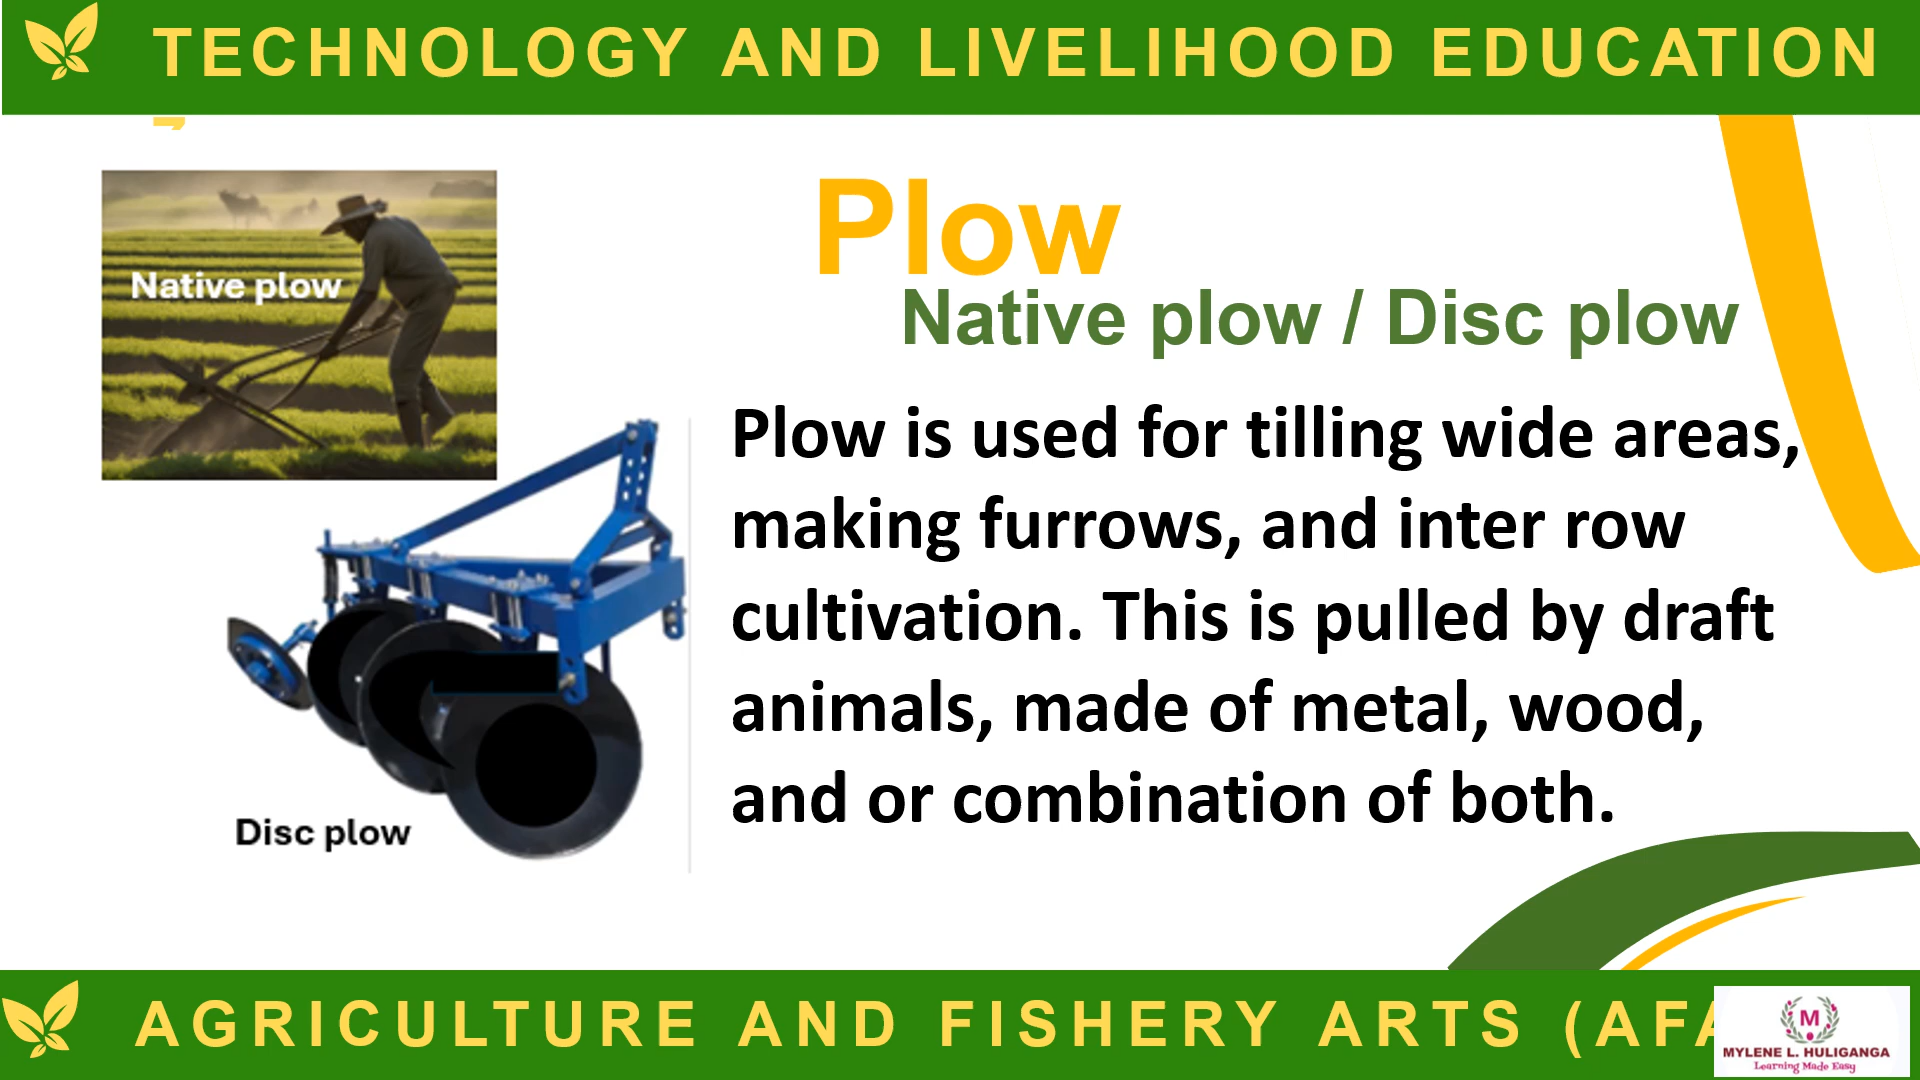 TECHNOLOGY AND LIVELIHOOD EDUCATION
Native plow
Plow
Native plow / Disc plow
Plow is used for tilling wide areas,
making furrows, and inter row
cultivation. This is pulled by draft
animals, made of metal, wood,
and or combination of both.
Disc plow
AGRICULTURE AND FISHERY ARTS (AFA
M
MYLENE L. HULIGANGA
Learning Made Easy